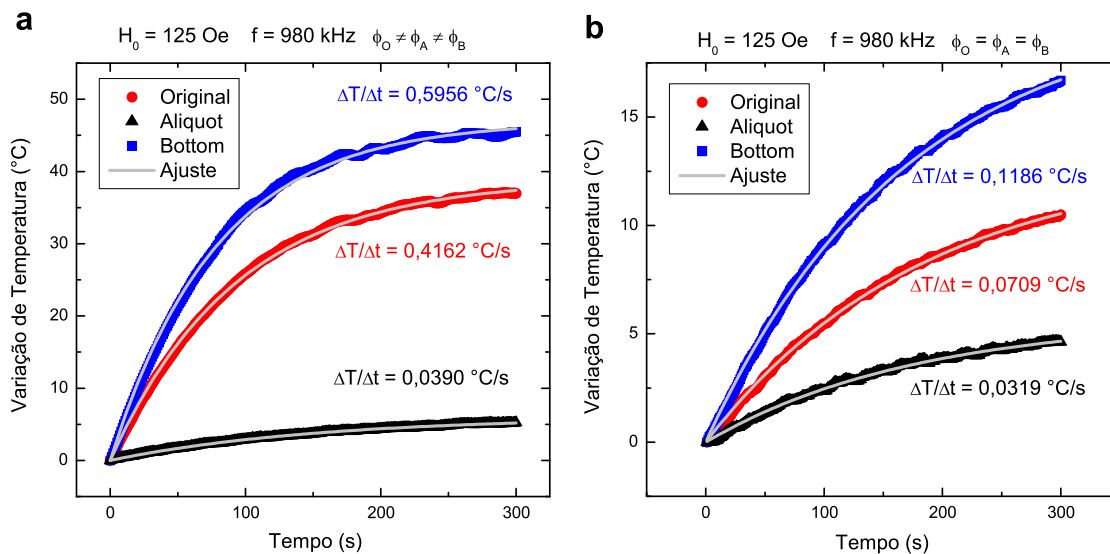 a
H₀ = 125 Oe f = 980 kHz ϕO ≠ ϕA ≠ ϕB
Original
Aliquot
Bottom
Ajuste
ΔT/Δt = 0,5956 °C/s
ΔT/Δt = 0,4162 °C/s
ΔT/Δt = 0,0390 °C/s
Variação de Temperatura (°C)
50
40
30
20
10
0
0 100 200 300
Tempo (s)
b
H₀ = 125 Oe f = 980 kHz ϕO = ϕA = ϕB
Original
Aliquot
Bottom
Ajuste
ΔT/Δt = 0,1186 °C/s
ΔT/Δt = 0,0709 °C/s
ΔT/Δt = 0,0319 °C/s
Variação de Temperatura (°C)
15
10
5
0
0 100 200 300
Tempo (s)